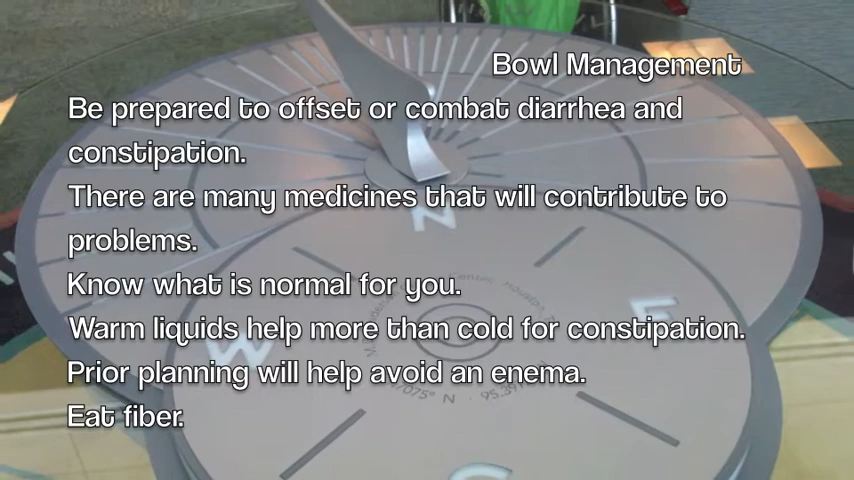 Bowl Management
Be prepared to offset or combat diarrhea and
constipation.
There are many medicines that will contribute to
problems.
Know what is normal for you.
Warm liquids help more than cold for constipation.
Prior planning will help avoid an enema.
Eat fiber.
N
E
W